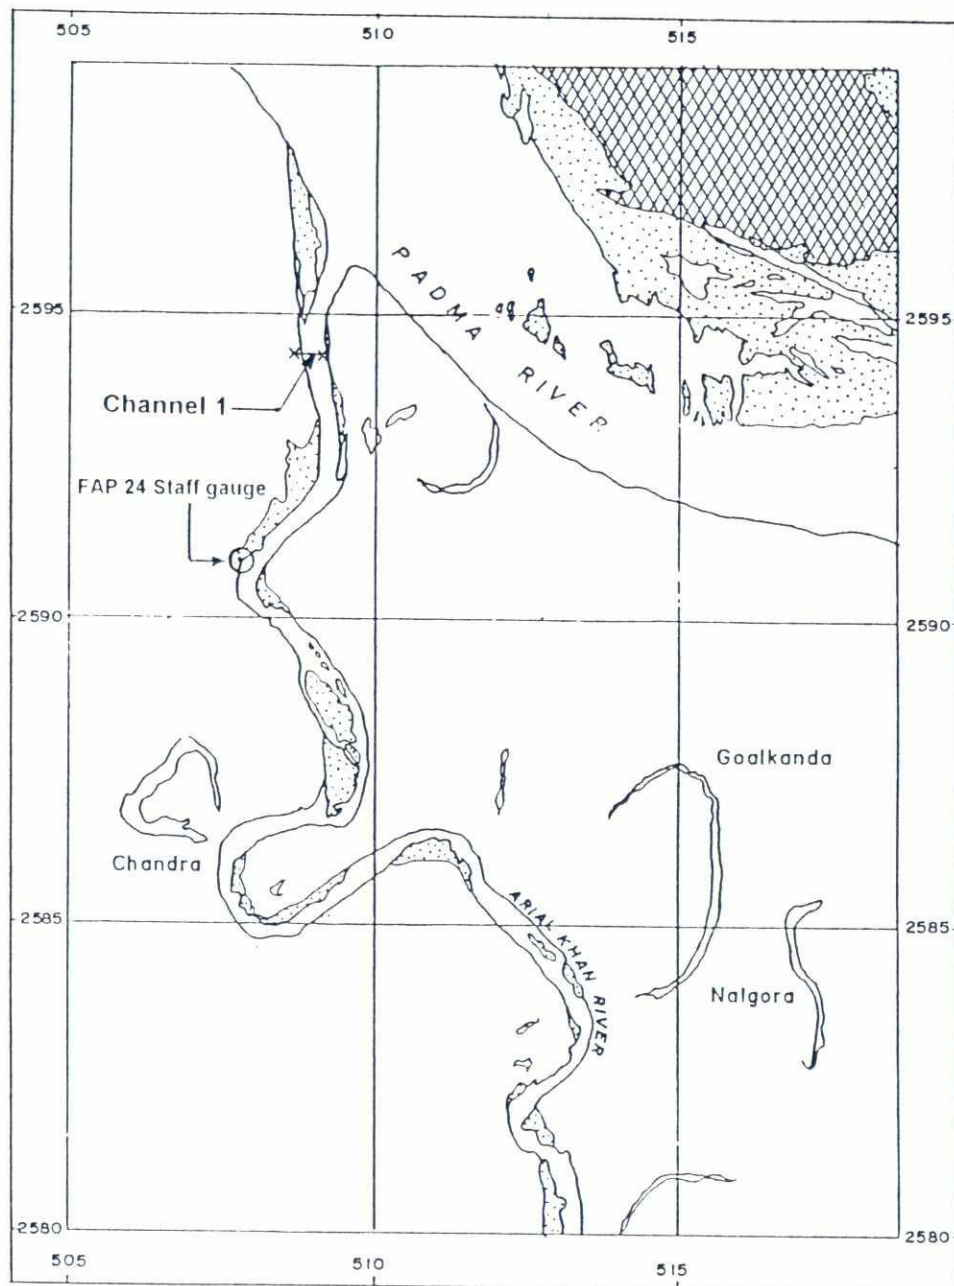 505 510 515
PADMA
RIVER
2595 2595
Channel 1
FAP 24 Staff gauge
2590 2590
Goalkanda
Chandra
ARIAL KHAN RIVER
2585 2585
Nalgora
2580 2580
505 510 515